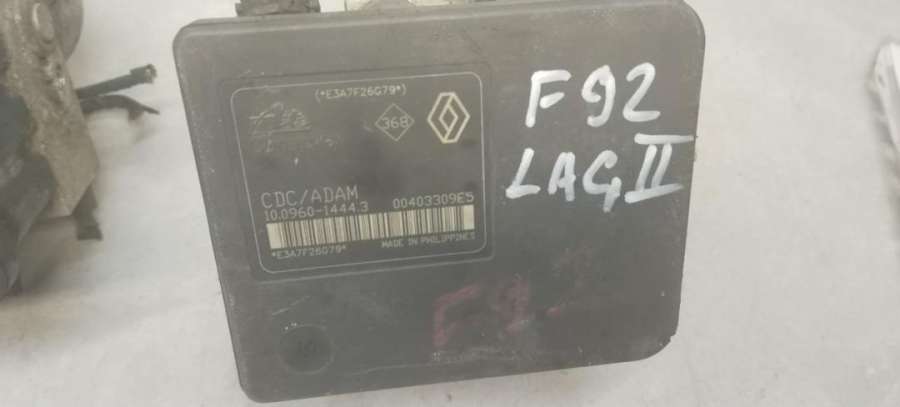 (*E3A7F26G79*)
368
CDC/ADAM
10.0960-1444.3 00403309E5
*E3A7F26G79*
MADE IN PHILIPPINES
F92
LAG II